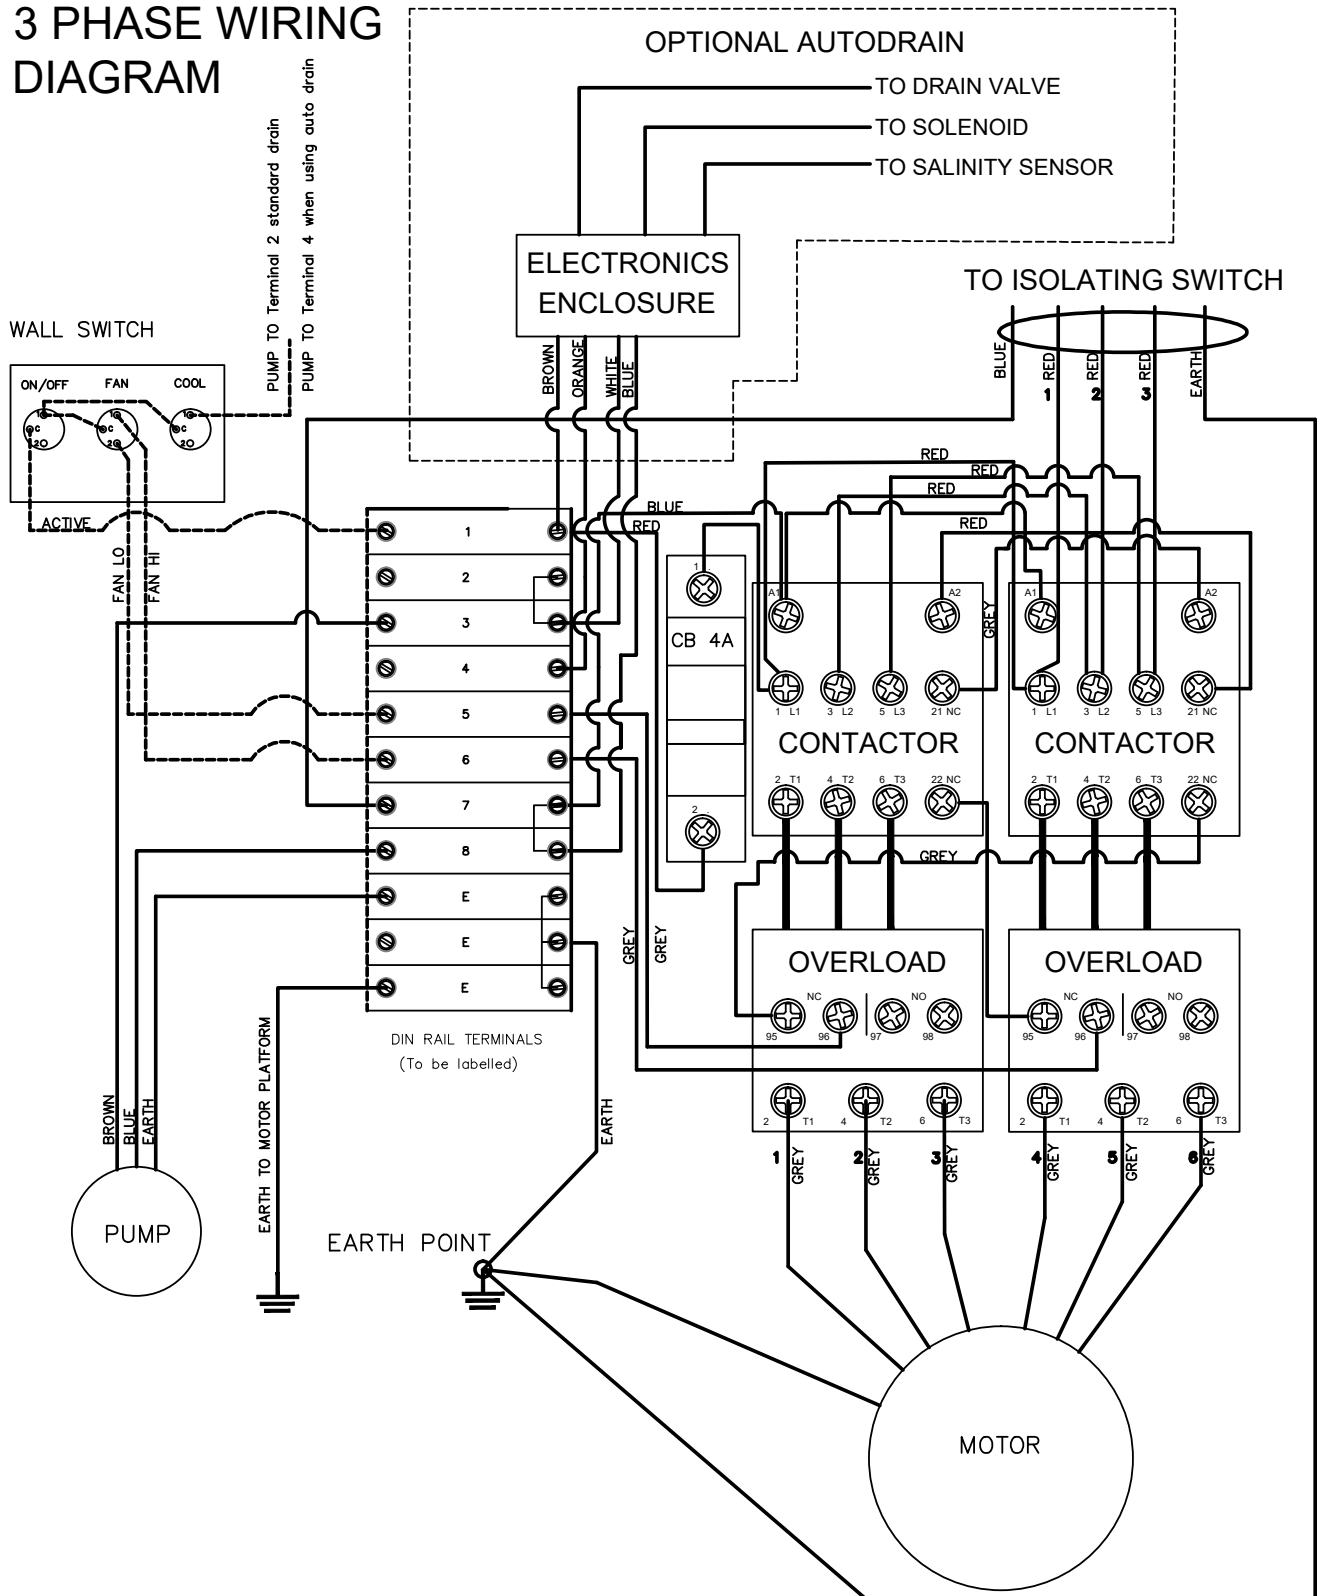 3 PHASE WIRING
DIAGRAM
PUMP TO Terminal 2 standard drain
PUMP TO Terminal 4 when using auto drain
OPTIONAL AUTODRAIN
TO DRAIN VALVE
TO SOLENOID
TO SALINITY SENSOR
ELECTRONICS
ENCLOSURE
TO ISOLATING SWITCH
WALL SWITCH
ON/OFF FAN COOL
1 1 1
C C C
2 2 2
ACTIVE
FAN LO
FAN HI
BROWN
ORANGE
WHITE
BLUE
BLUE
RED
RED
RED
EARTH
1 2 3
RED
RED
RED
BLUE
RED
RED
GREY
1
2
3
4
5
6
7
8
E
E
E
DIN RAIL TERMINALS
(To be labelled)
1
CB 4A
2
A1 A2
1 L1 3 L2 5 L3 21 NC
CONTACTOR
2 T1 4 T2 6 T3 22 NC
A1 A2
1 L1 3 L2 5 L3 21 NC
CONTACTOR
2 T1 4 T2 6 T3 22 NC
GREY
GREY
GREY
OVERLOAD
NC NO
95 96 97 98
2 T1 4 T2 6 T3
OVERLOAD
NC NO
95 96 97 98
2 T1 4 T2 6 T3
1 2 3 4 5 6
GREY
GREY
GREY
GREY
GREY
GREY
BROWN
BLUE
EARTH
PUMP
EARTH TO MOTOR PLATFORM
EARTH
EARTH POINT
MOTOR